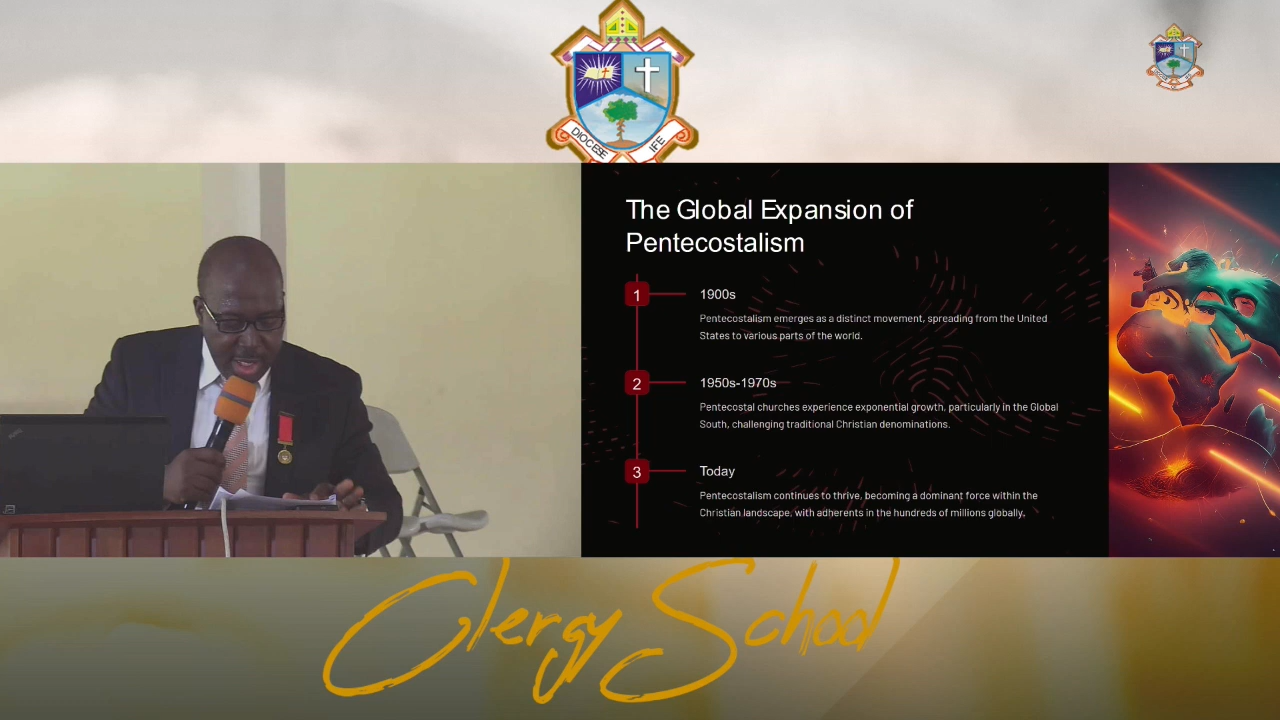 DIOCESE IFE
The Global Expansion of
Pentecostalism
1 1900s
Pentecostalism emerges as a distinct movement, spreading from the United
States to various parts of the world.
2 1950s-1970s
Pentecostal churches experience exponential growth, particularly in the Global
South, challenging traditional Christian denominations.
3 Today
Pentecostalism continues to thrive, becoming a dominant force within the
Christian landscape, with adherents in the hundreds of millions globally.
Clergy School